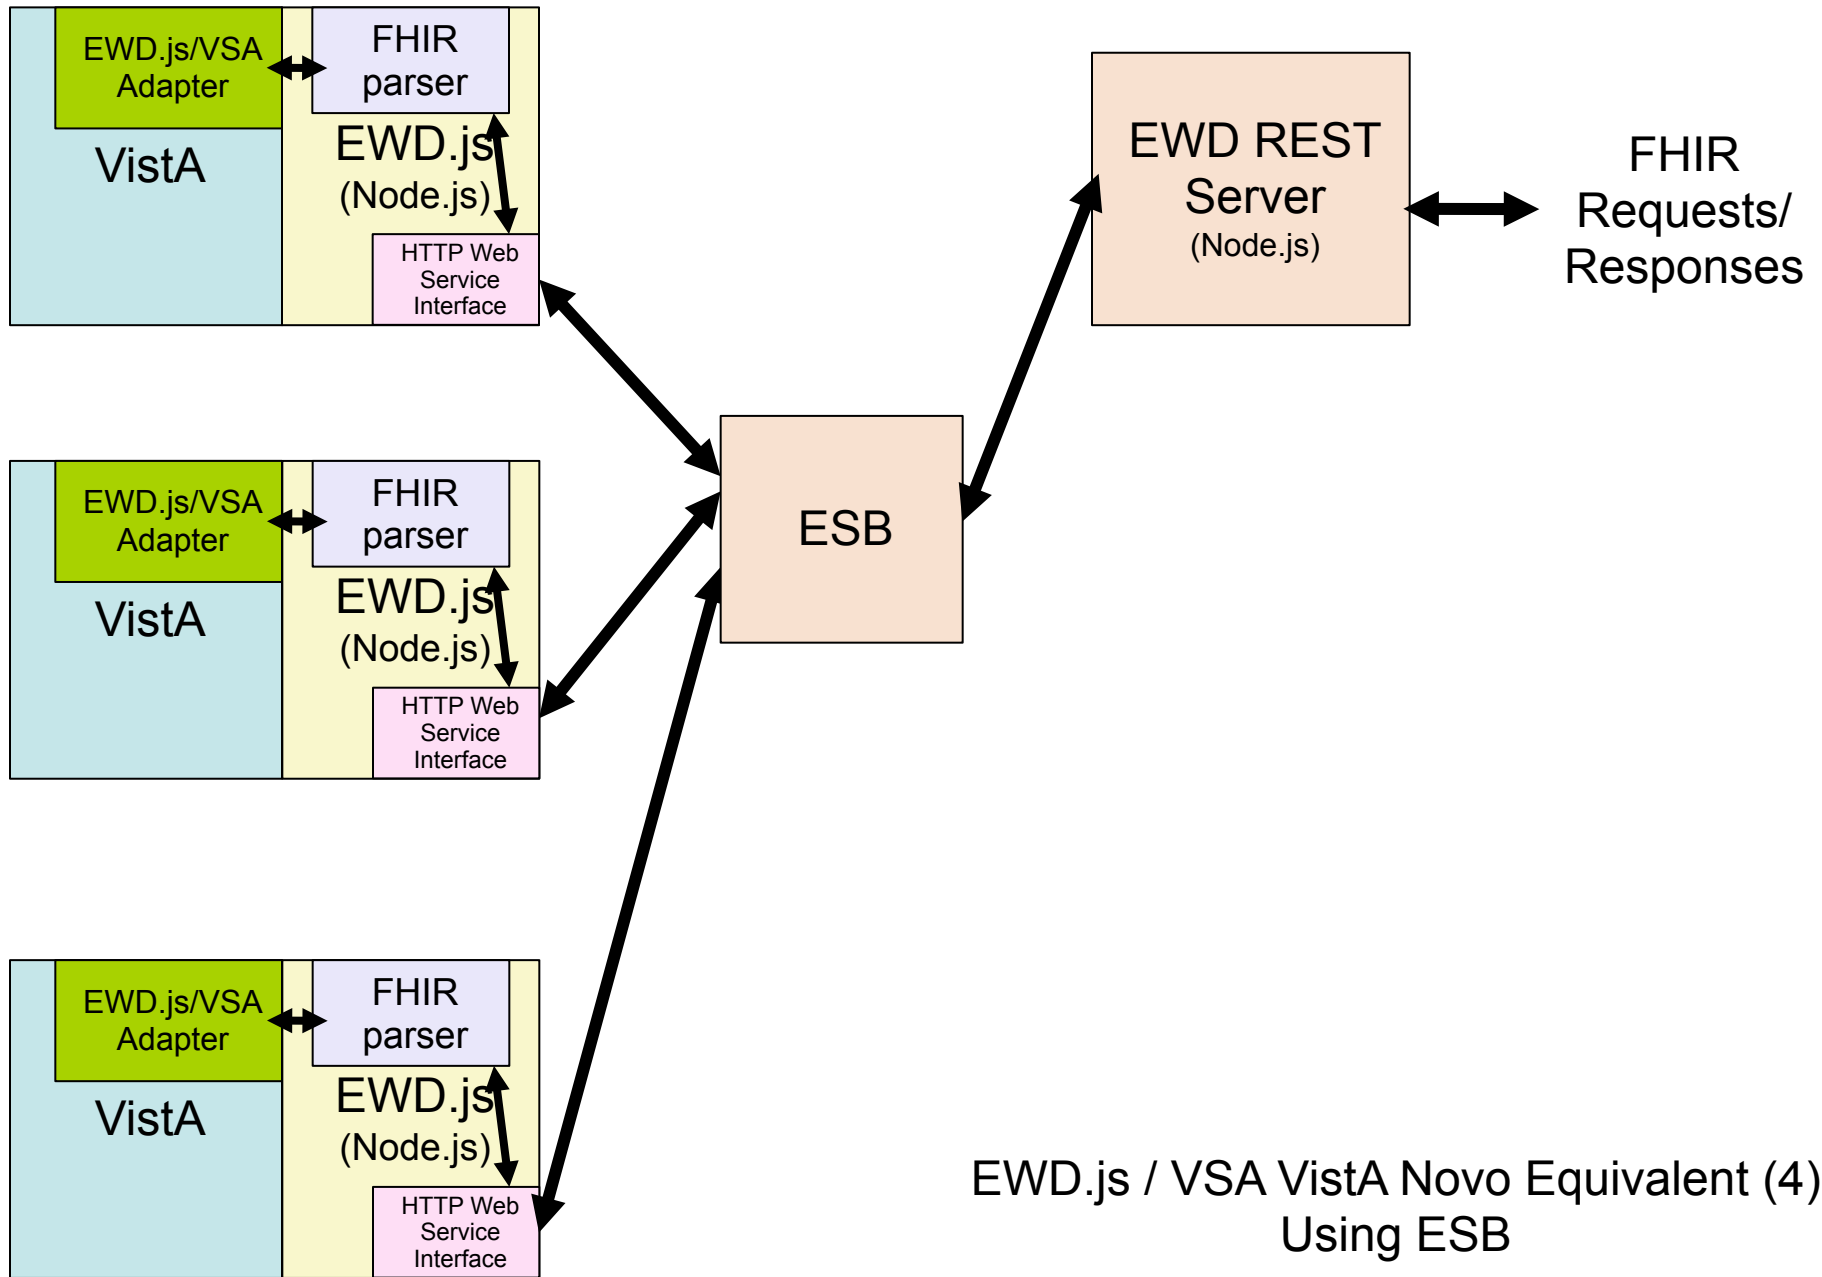 EWD.js/VSA
Adapter
FHIR
parser
VistA
EWD.js
(Node.js)
HTTP Web
Service
Interface
EWD REST
Server
(Node.js)
FHIR
Requests/
Responses
EWD.js/VSA
Adapter
FHIR
parser
VistA
EWD.js
(Node.js)
HTTP Web
Service
Interface
ESB
EWD.js/VSA
Adapter
FHIR
parser
VistA
EWD.js
(Node.js)
HTTP Web
Service
Interface
EWD.js / VSA VistA Novo Equivalent (4)
Using ESB